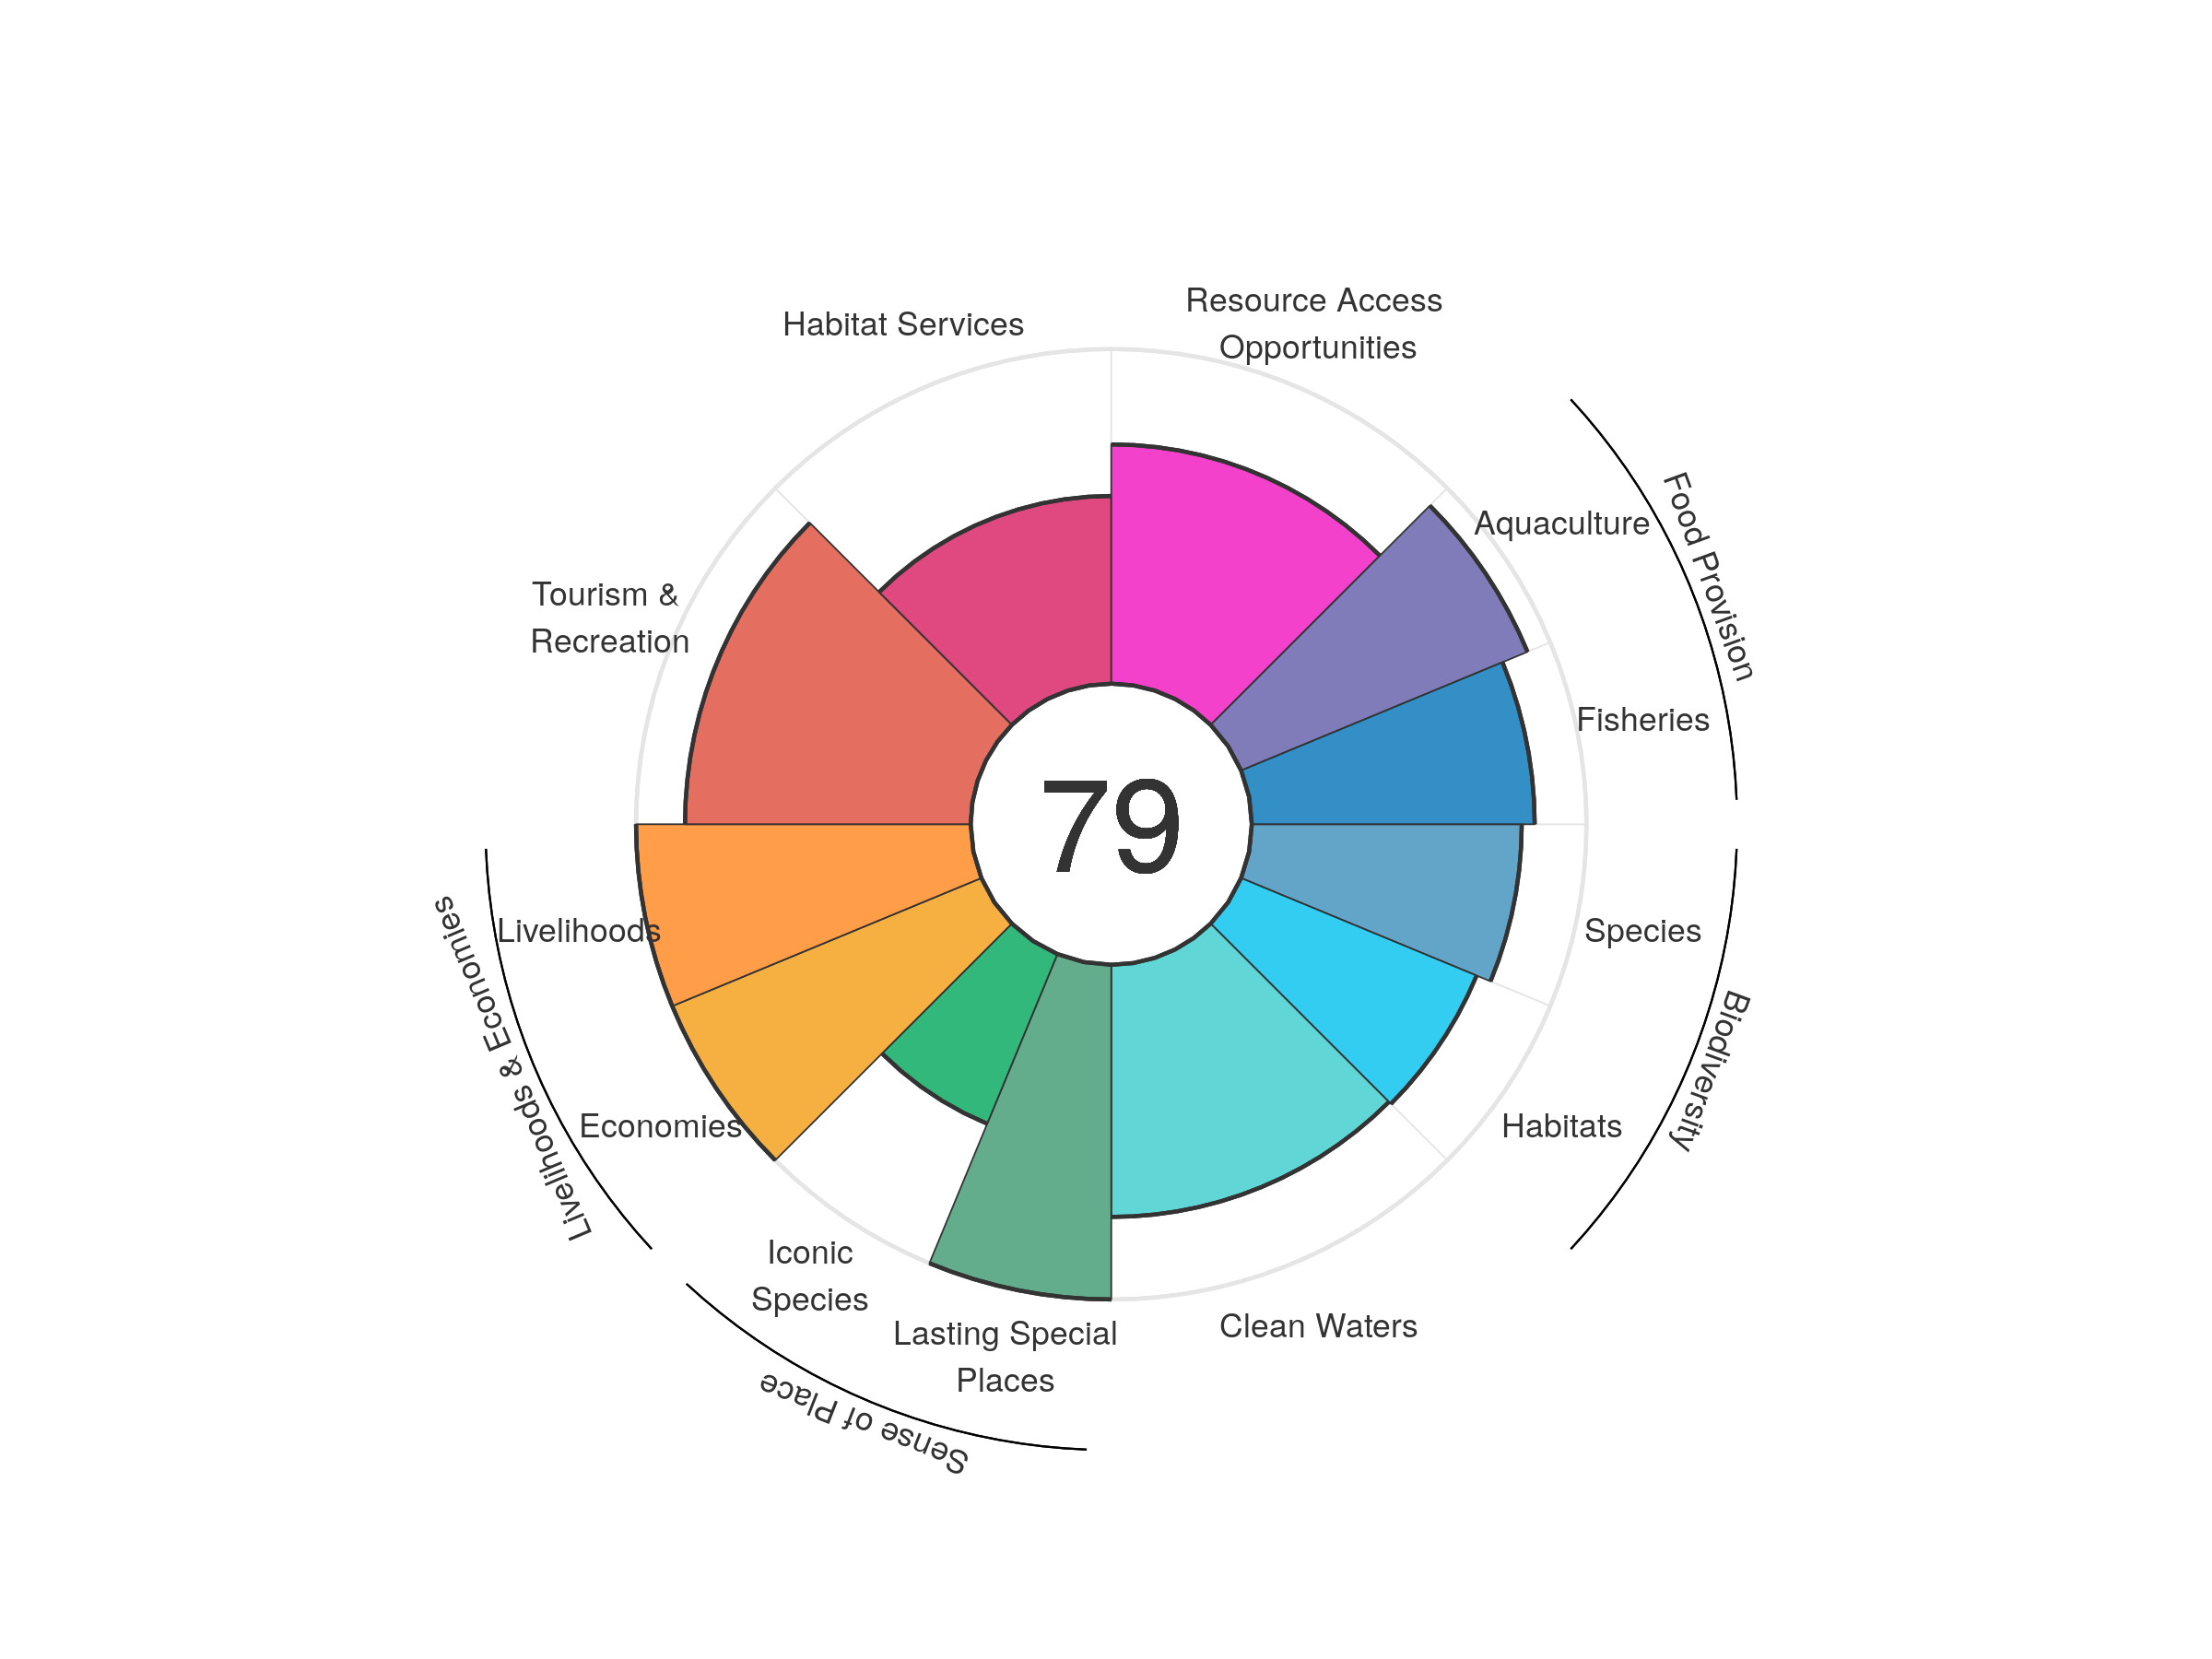 Resource Access
Opportunities
Habitat Services
Aquaculture
Food Provision
Tourism &
Recreation
Fisheries
79
Livelihoods
Species
Livelihoods & Economies
Biodiversity
Economies
Habitats
Iconic
Species
Lasting Special
Places
Clean Waters
Sense of Place